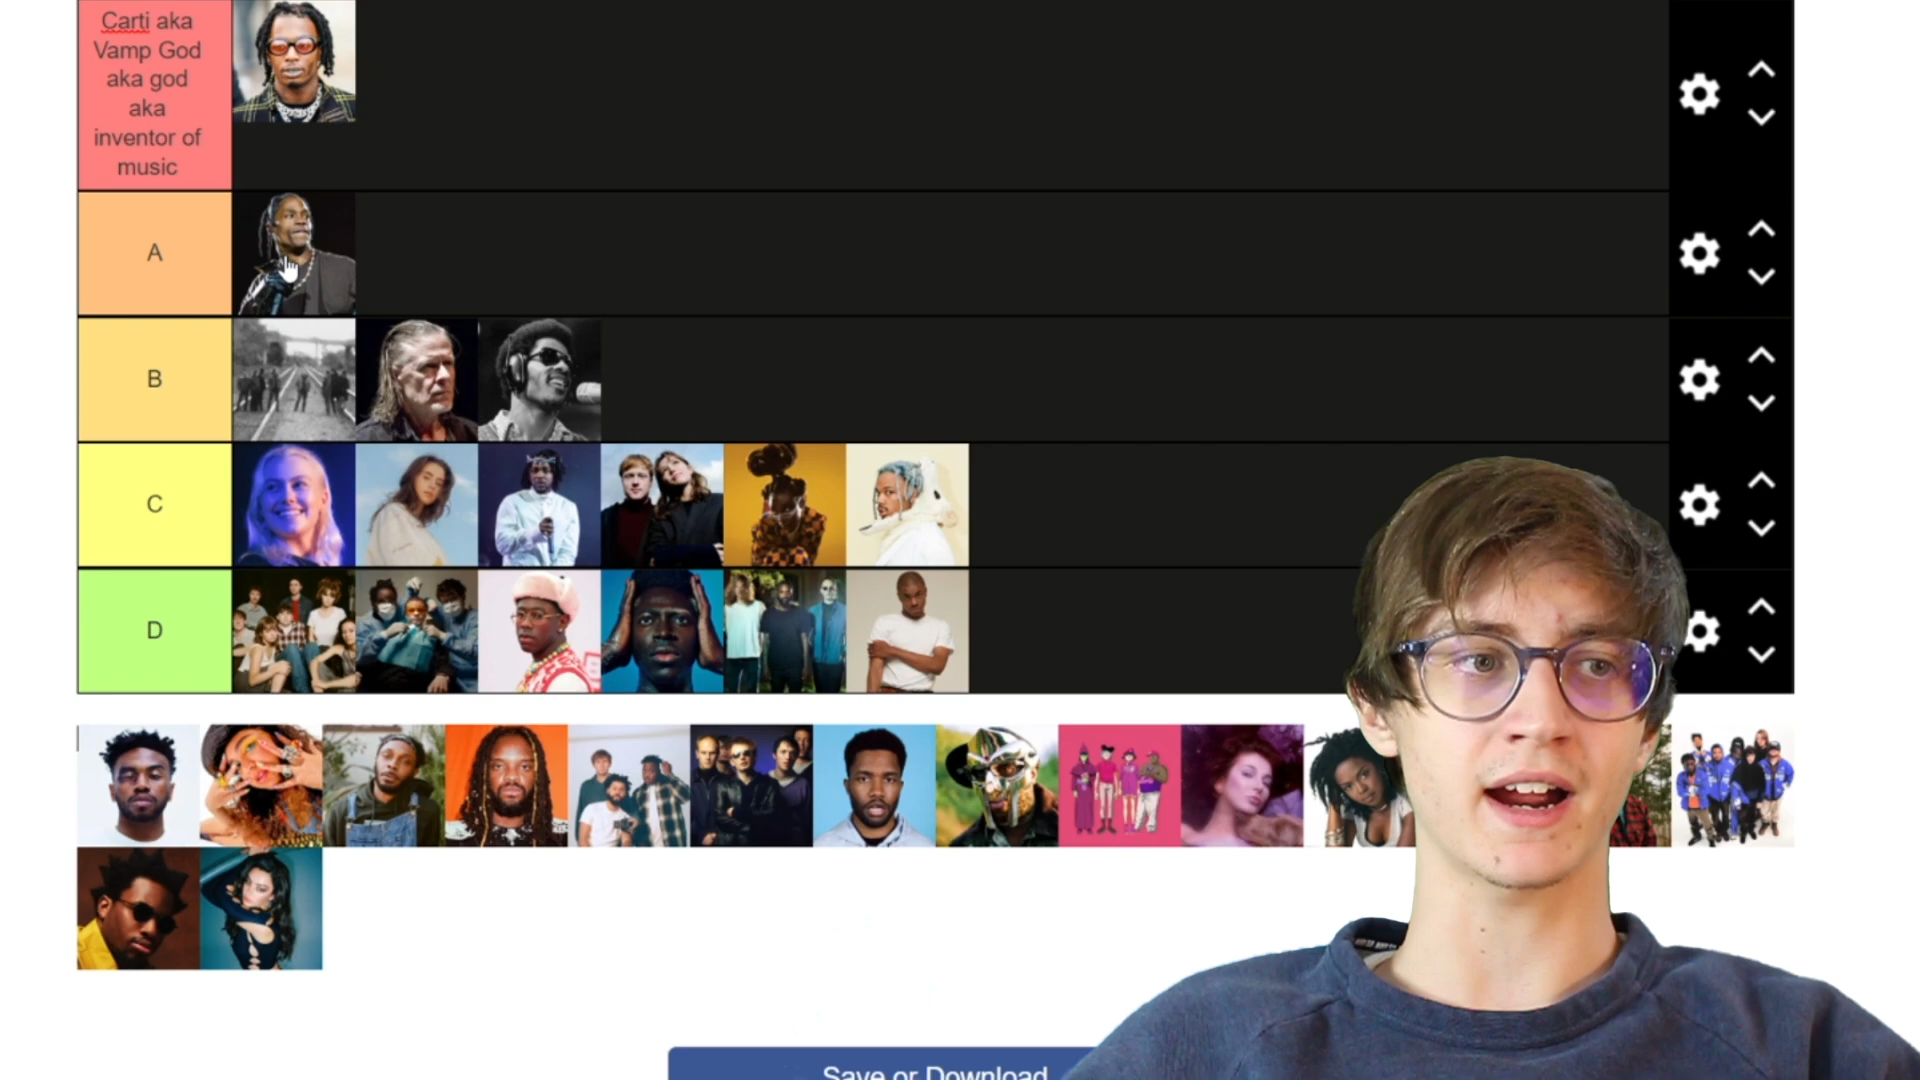 Carti aka
Vamp God
aka god
aka
inventor of
music
A
B
C
D
Save or Download